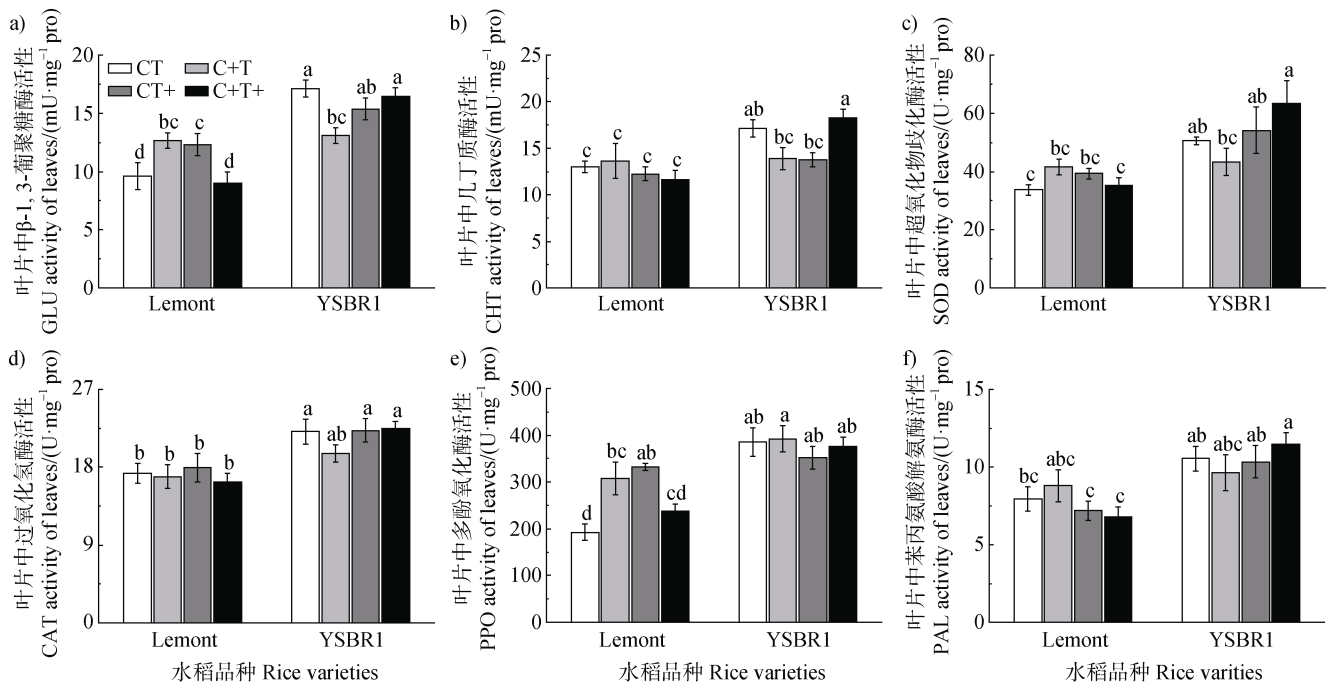 a)
叶片中β-1, 3-葡聚糖酶活性
GLU activity of leaves/(mU·mg⁻¹ pro)
20
15
10
5
0
CT
C+T
CT+
C+T+
d
bc
c
d
a
bc
ab
a
Lemont
YSBR1
b)
叶片中几丁质酶活性
CHT activity of leaves/(mU·mg⁻¹ pro)
25
20
15
10
5
0
c
c
c
c
ab
bc
bc
a
Lemont
YSBR1
c)
叶片中超氧化物歧化酶活性
SOD activity of leaves/(U·mg⁻¹ pro)
80
60
40
20
0
c
bc
bc
c
ab
bc
ab
a
Lemont
YSBR1
d)
叶片中过氧化氢酶活性
CAT activity of leaves/(U·mg⁻¹ pro)
27
18
9
0
b
b
b
b
a
ab
a
a
Lemont
YSBR1
水稻品种 Rice varieties
e)
叶片中多酚氧化酶活性
PPO activity of leaves/(U·mg⁻¹ pro)
500
400
300
200
100
0
d
bc
ab
cd
ab
a
ab
ab
Lemont
YSBR1
水稻品种 Rice varieties
f)
叶片中苯丙氨酸解氨酶活性
PAL activity of leaves/(U·mg⁻¹ pro)
15
10
5
0
bc
abc
c
c
ab
abc
ab
a
Lemont
YSBR1
水稻品种 Rice varities